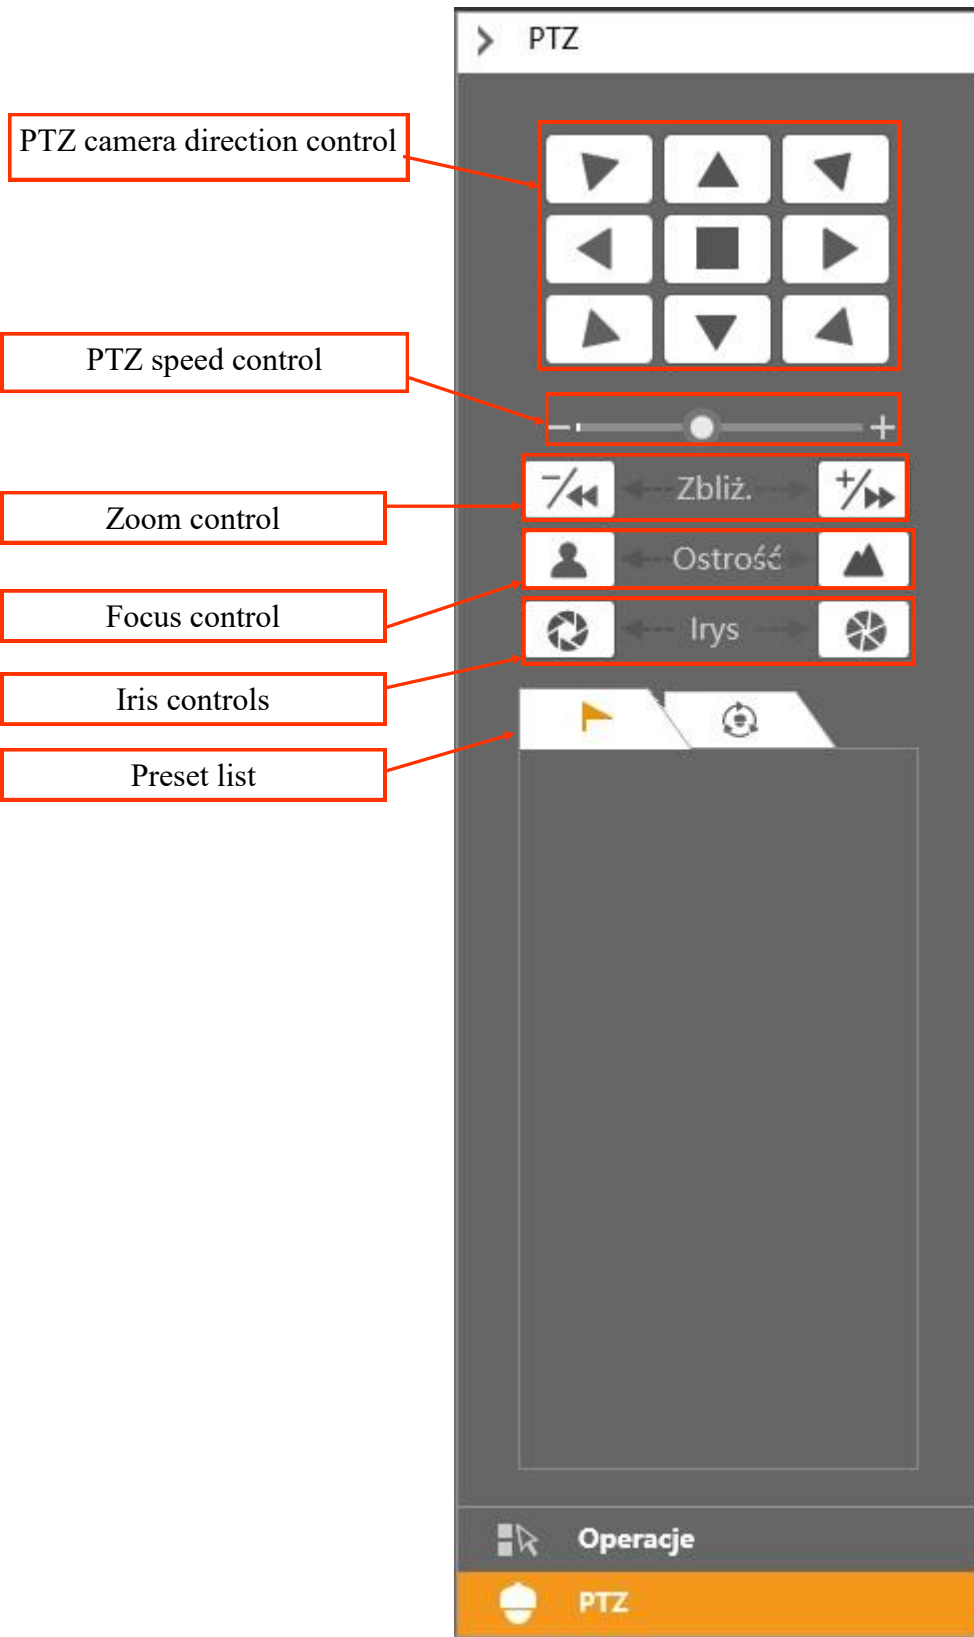 PTZ
PTZ camera direction control
PTZ speed control
Zbliż.
Zoom control
Ostrość
Focus control
Irys
Iris controls
Preset list
Operacje
PTZ